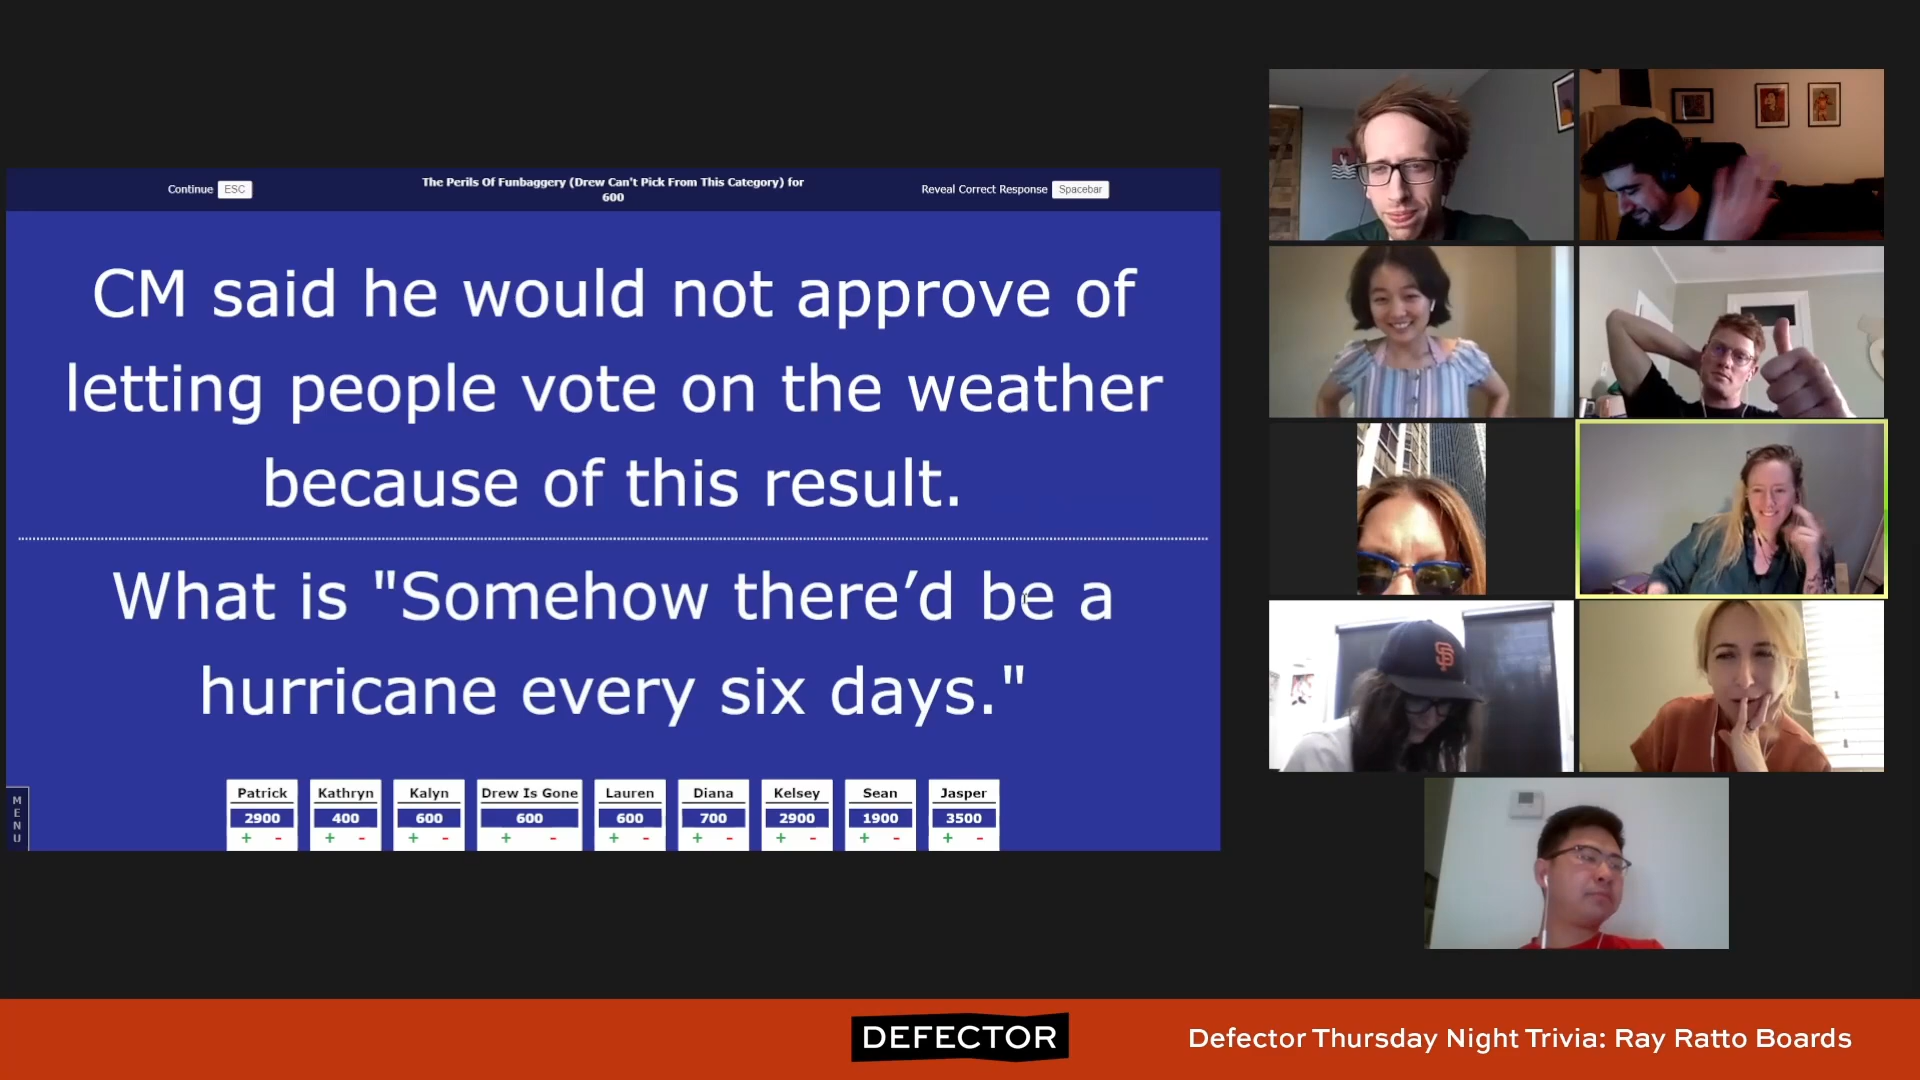 Continue ESC
The Perils Of Funbaggery (Drew Can't Pick From This Category) for
600
Reveal Correct Response Spacebar
CM said he would not approve of
letting people vote on the weather
because of this result.
What is "Somehow there’d be a
hurricane every six days."
MENU
Patrick Kathryn Kalyn Drew Is Gone Lauren Diana Kelsey Sean Jasper
2900 400 600 600 600 700 2900 1900 3500
+ - + - + - + - + - + - + - + - + -
SF
DEFECTOR
Defector Thursday Night Trivia: Ray Ratto Boards